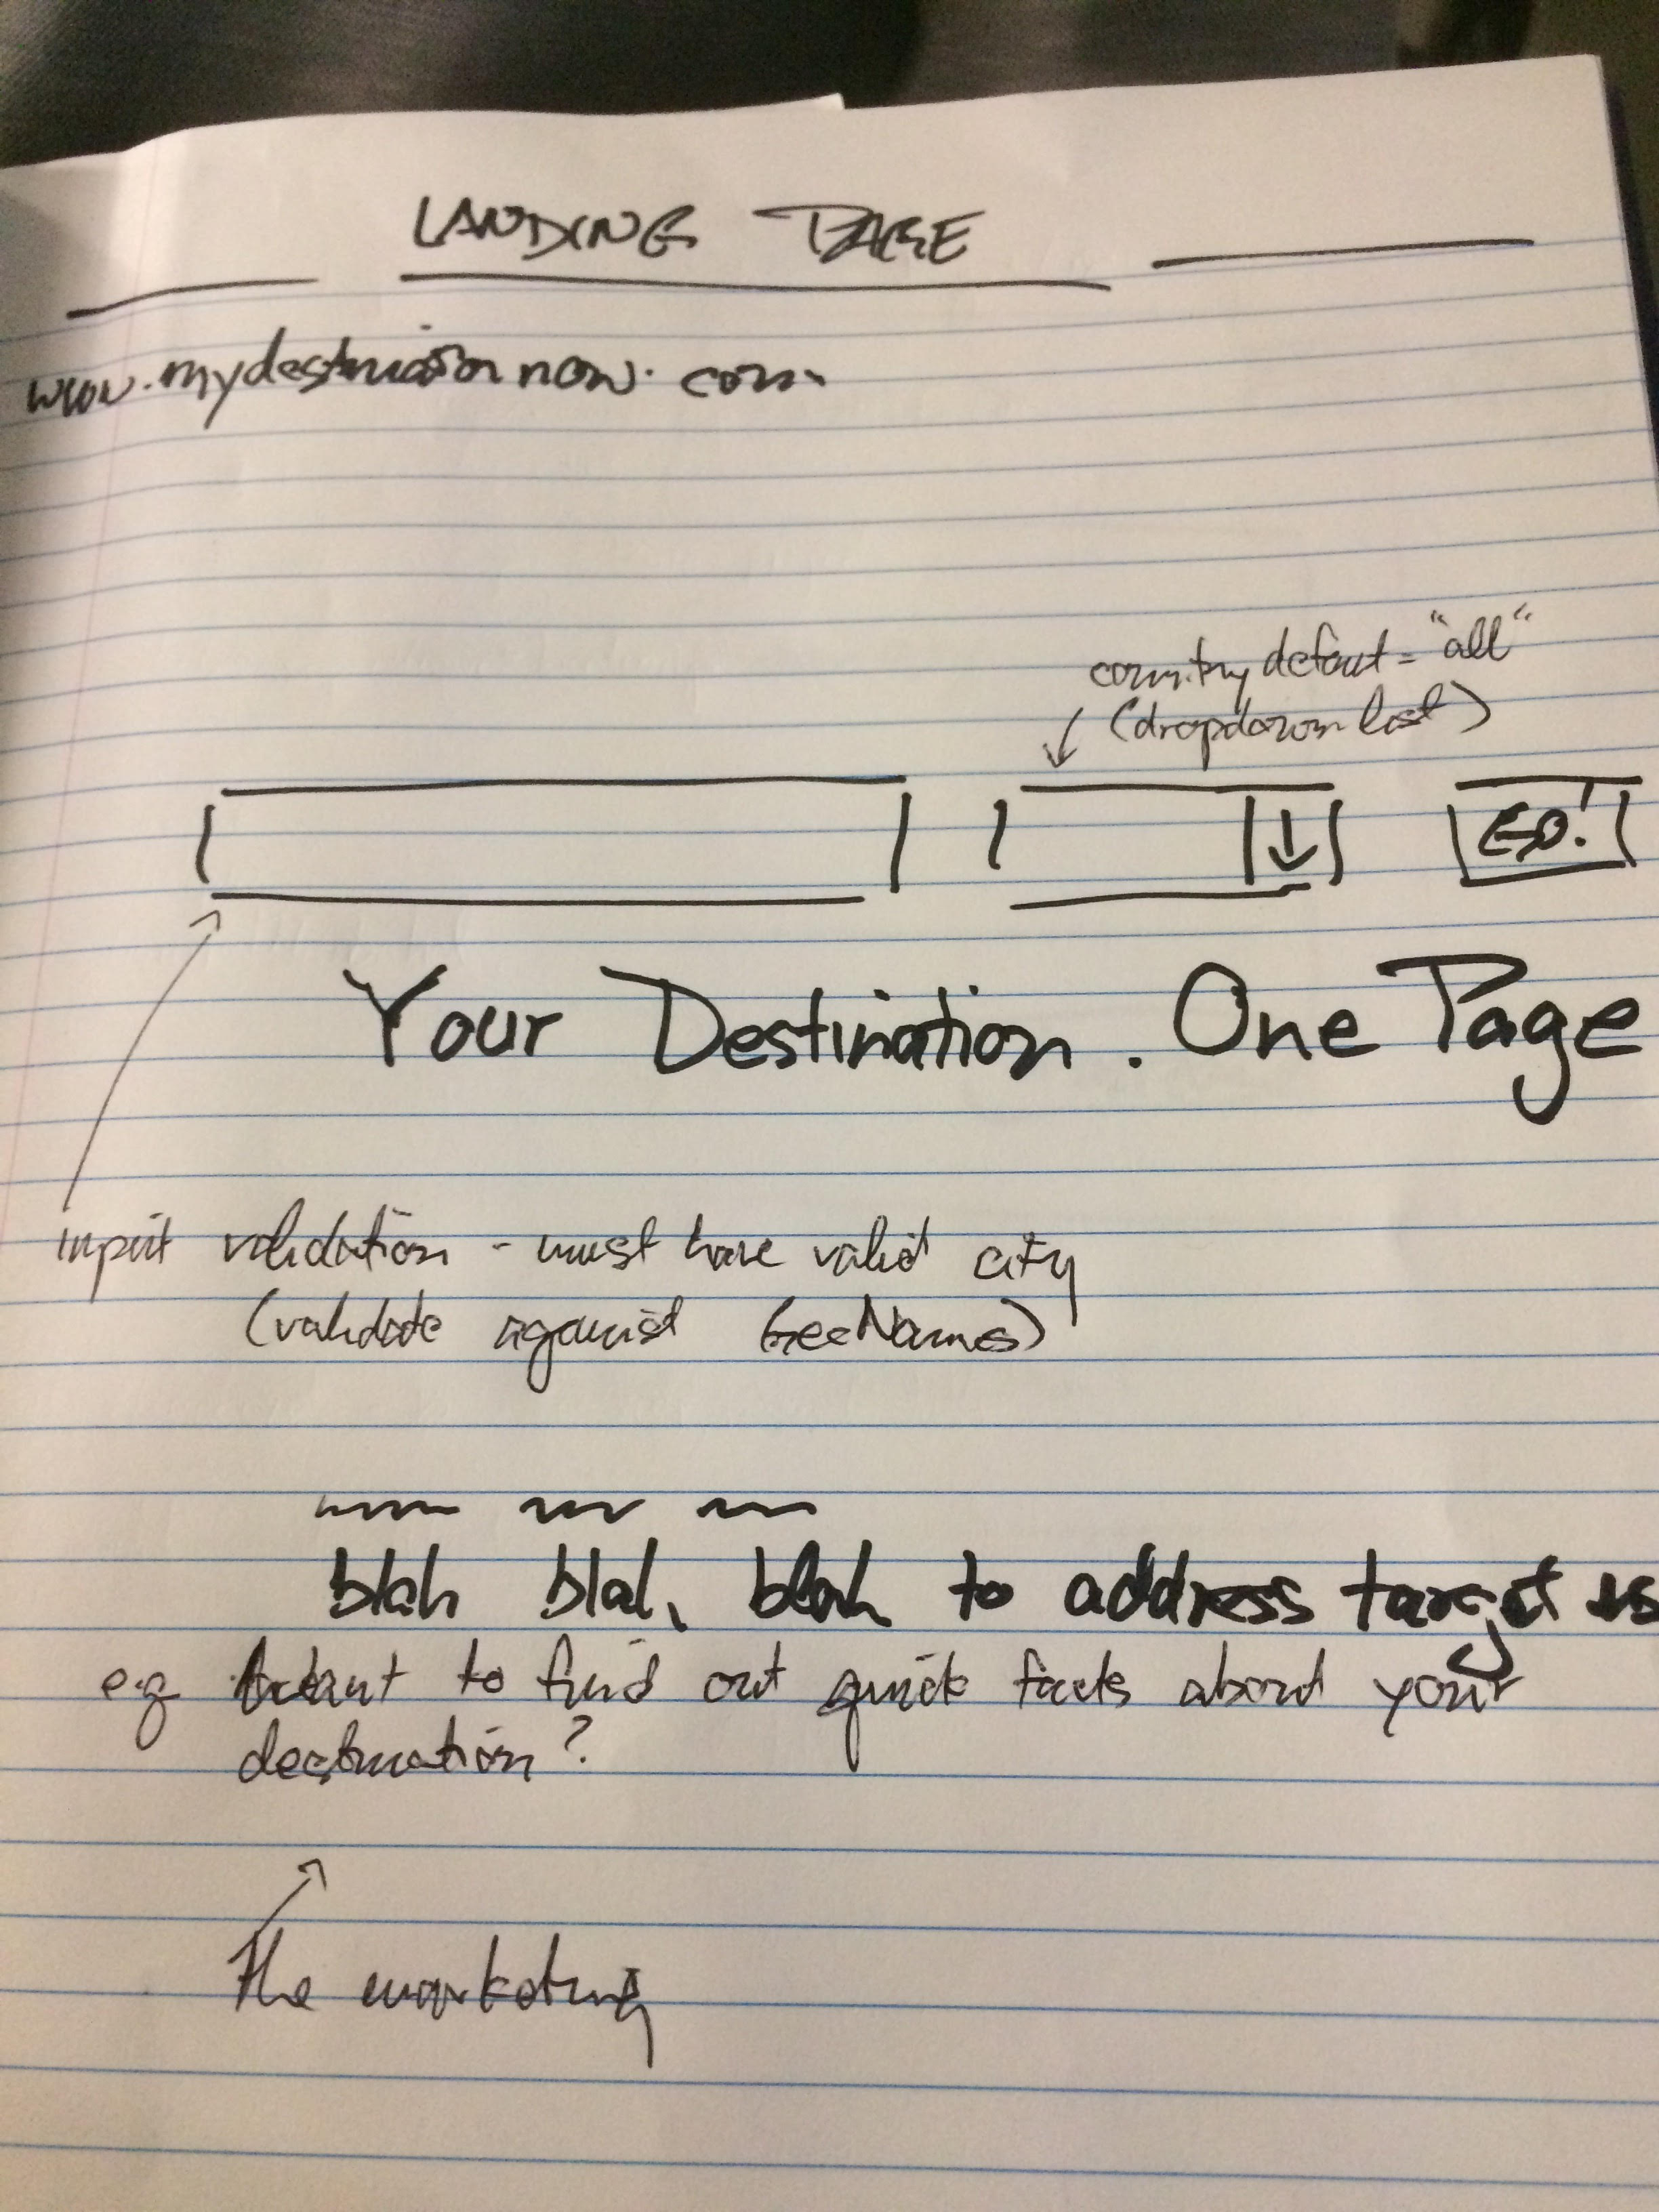 LANDING PAGE
www.mydestinationnow.com
country defaut = "all"
(dropdown list)
GO!
Your Destination. One Page
input validation - must have valid city
(validate against GeoNames)
blah blah blah to address target
e.g. Want to find out quick facts about your
destination?
the marketing